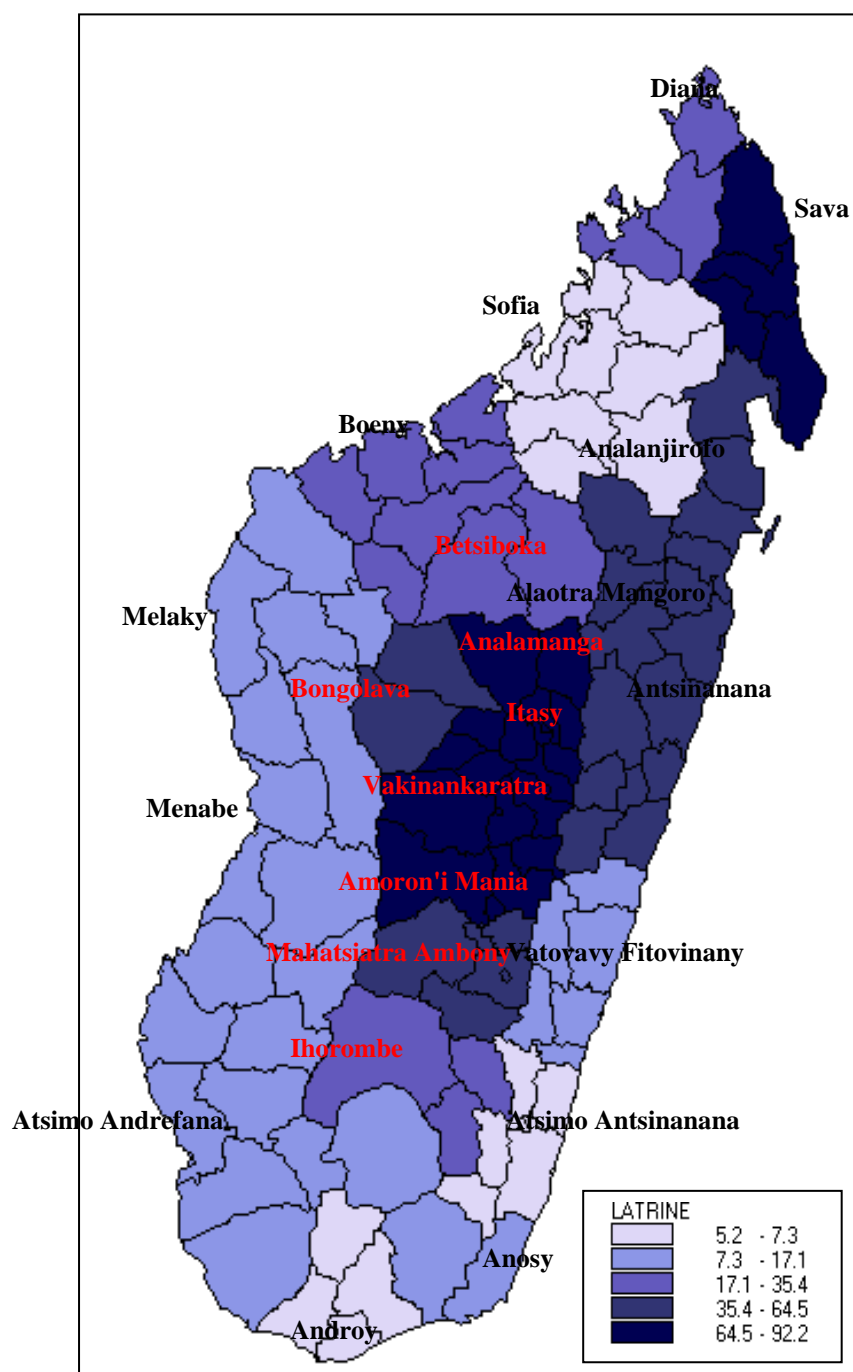 Diana
Sava
Sofia
Boeny
Analanjirofo
Betsiboka
Alaotra Mangoro
Melaky
Analamanga
Bongolava
Antsinanana
Itasy
Vakinankaratra
Menabe
Amoron'i Mania
Mahatsiatra Ambony
Vatovavy Fitovinany
Ihorombe
Atsimo Andrefana
Atsimo Antsinanana
Anosy
Androy
LATRINE
5.2 - 7.3
7.3 - 17.1
17.1 - 35.4
35.4 - 64.5
64.5 - 92.2